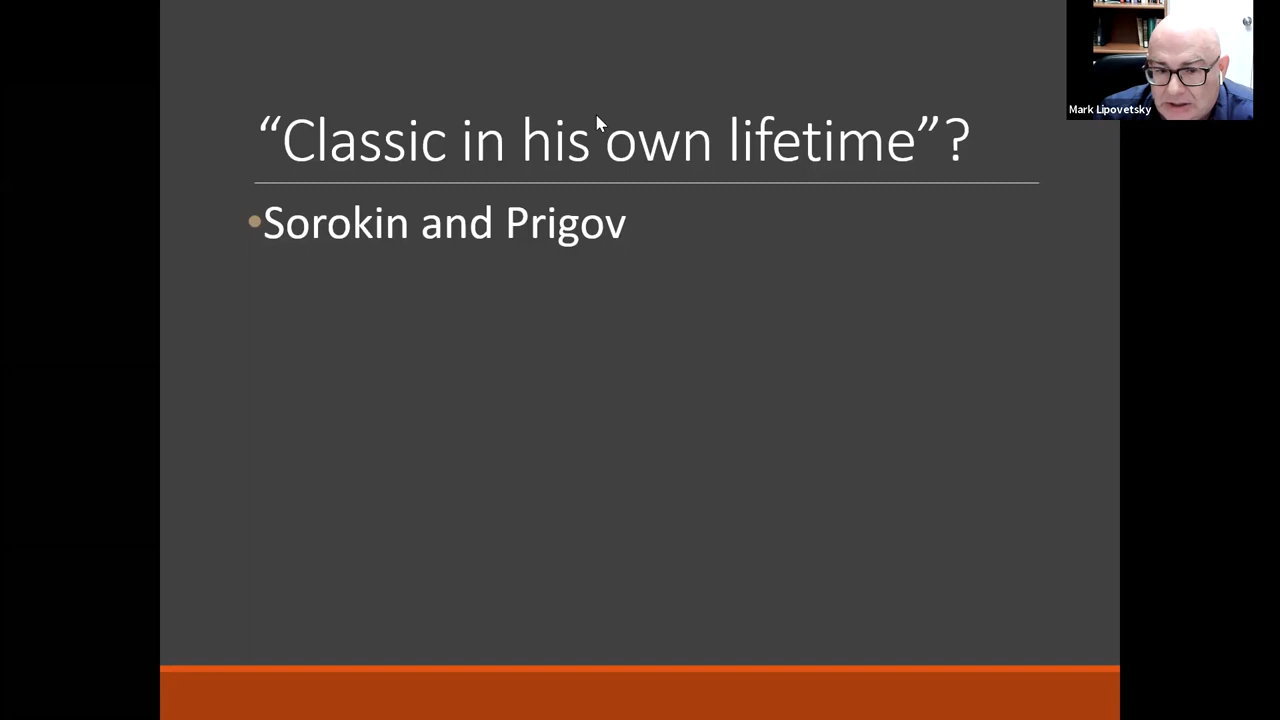 “Classic in his own lifetime”?
•Sorokin and Prigov
Mark Lipovetsky